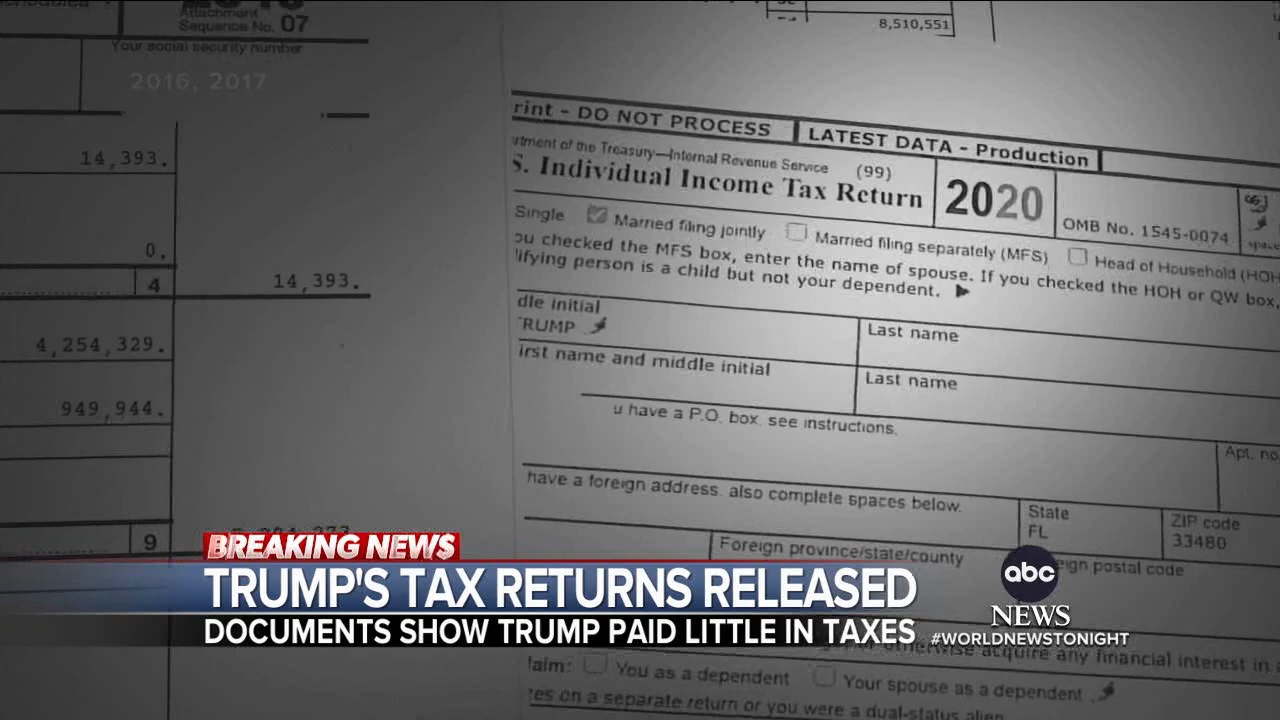 Attachment
Sequence No. 07
Your social security number
2016, 2017
14,393.
0.
4 14,393.
4,254,329.
949,944.
9
8,510,551
rint - DO NOT PROCESS LATEST DATA - Production
rtment of the Treasury—Internal Revenue Service (99)
S. Individual Income Tax Return 2020 OMB No. 1545-0074
Single Married filing jointly Married filing separately (MFS) Head of Household (HOH
ou checked the MFS box, enter the name of spouse. If you checked the HOH or QW box,
lifying person is a child but not your dependent.
dle initial Last name
RUMP
irst name and middle initial Last name
u have a P.O. box, see instructions. Apt. no
have a foreign address, also complete spaces below. State ZIP code
FL 33480
Foreign province/state/county eign postal code
BREAKING NEWS
TRUMP'S TAX RETURNS RELEASED
DOCUMENTS SHOW TRUMP PAID LITTLE IN TAXES
abc
NEWS
#WORLDNEWSTONIGHT
otherwise acquire any financial interest in
laim: You as a dependent Your spouse as a dependent
tes on a separate return or you were a dual-status alien